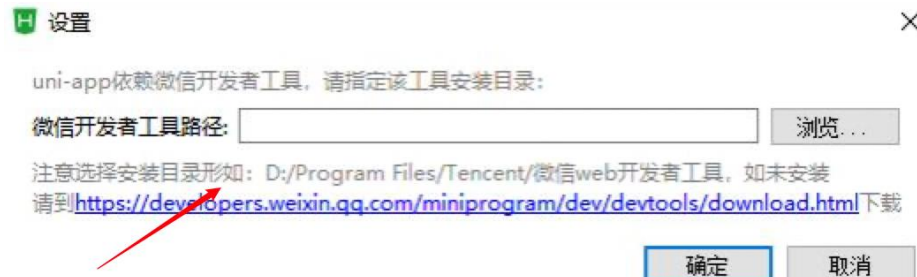 设置
uni-app依赖微信开发者工具，请指定该工具安装目录：
微信开发者工具路径: 浏览...
注意选择安装目录形如：D:/Program Files/Tencent/微信web开发者工具，如未安装
请到https://developers.weixin.qq.com/miniprogram/dev/devtools/download.html下载
确定 取消